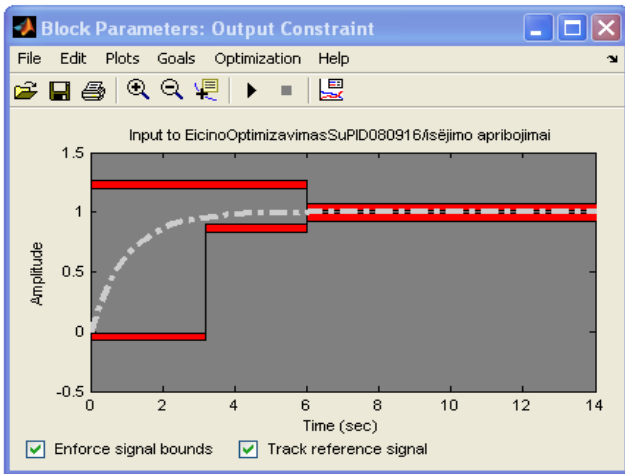 Block Parameters: Output Constraint
File Edit Plots Goals Optimization Help
Input to EicinoOptimizavimasSuPID080916/Isėjimo apribojimai
1.5
1
0.5
0
-0.5
Amplitude
0 2 4 6 8 10 12 14
Time (sec)
Enforce signal bounds Track reference signal